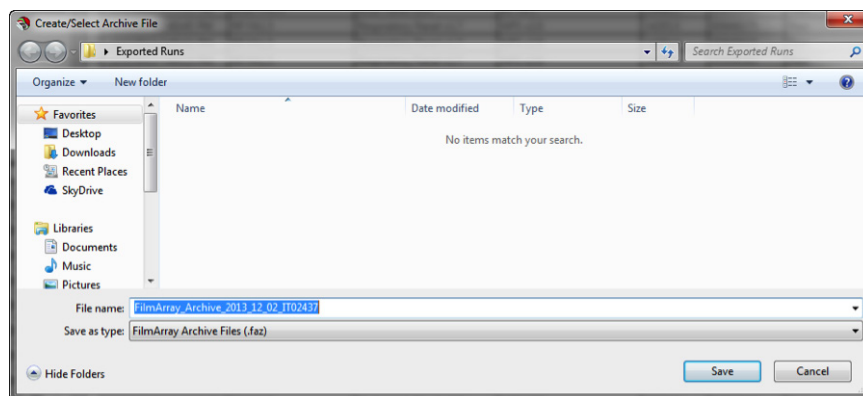 Create/Select Archive File
Exported Runs
Search Exported Runs
Organize
New folder
Favorites
Desktop
Downloads
Recent Places
SkyDrive
Libraries
Documents
Music
Pictures
Name Date modified Type Size
No items match your search.
File name: FilmArray_Archive_2013_12_02_IT02437
Save as type: FilmArray Archive Files (.faz)
Hide Folders
Save
Cancel